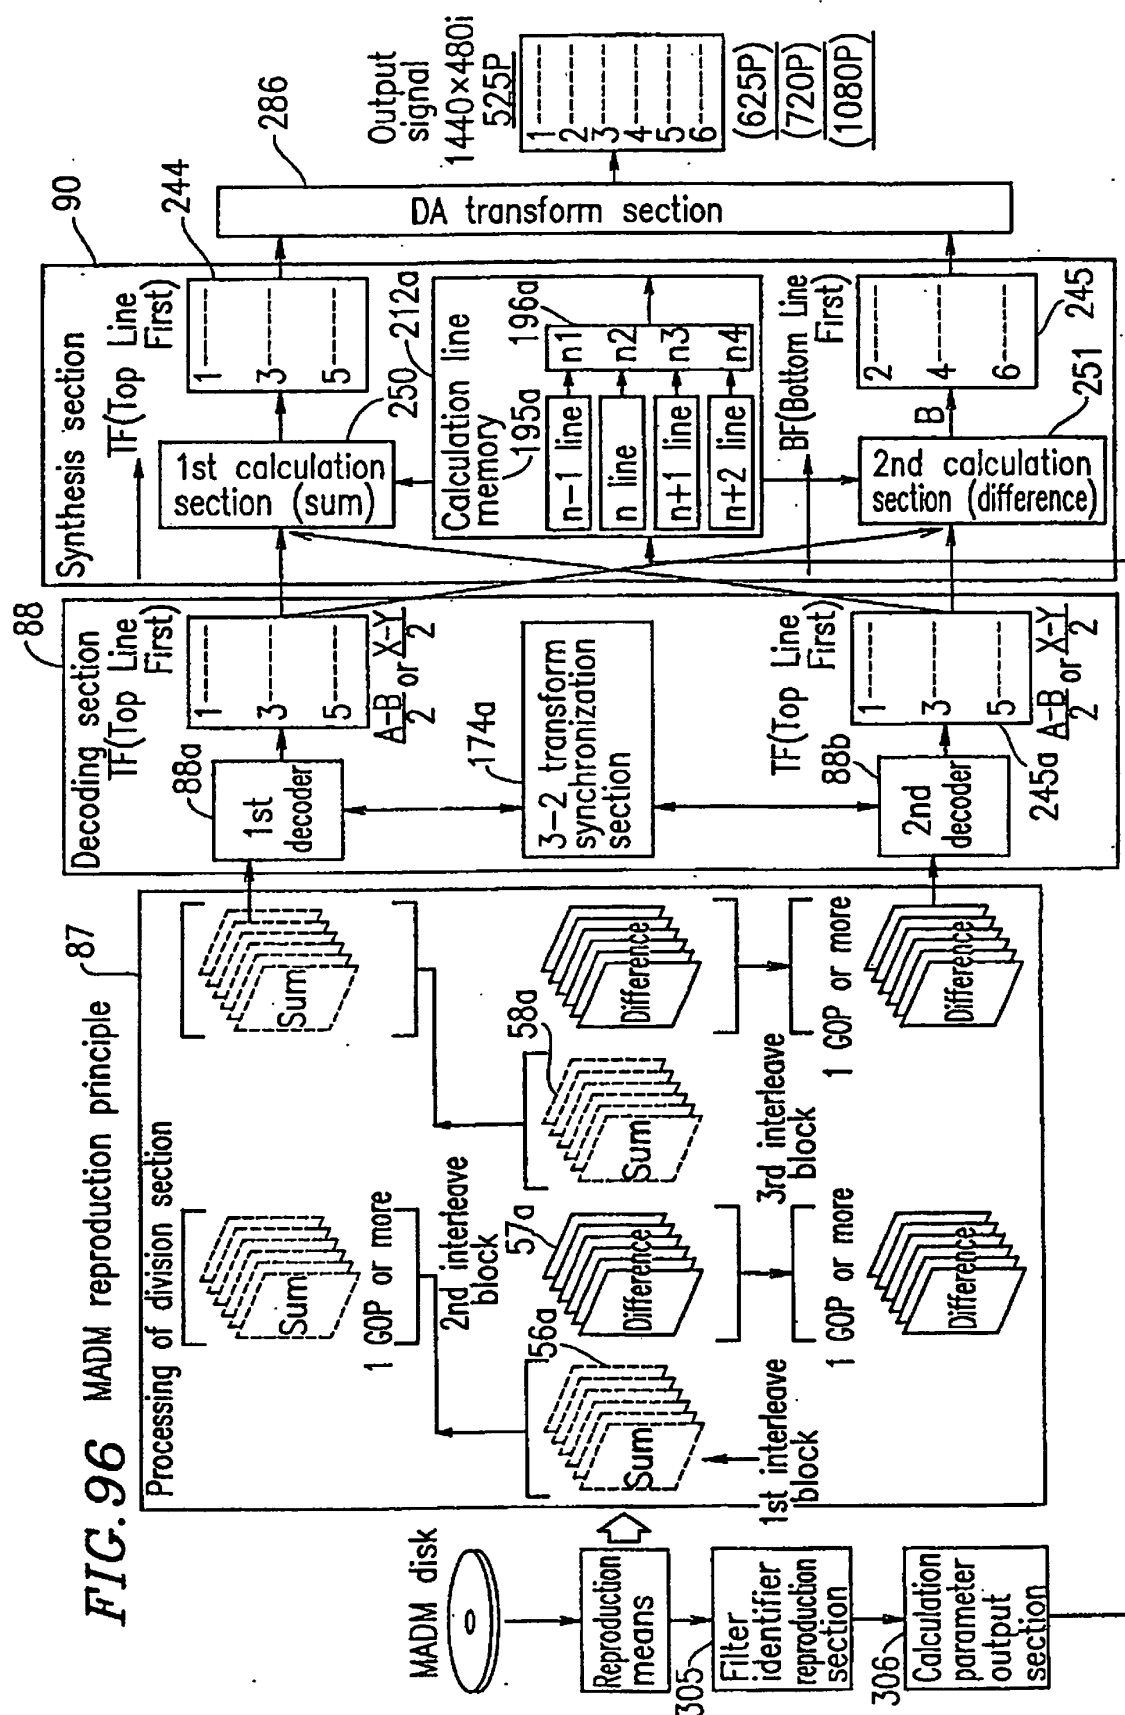 FIG. 96 MADM reproduction principle
MADM disk
Reproduction
means
305
Filter
identifier
reproduction
section
306
Calculation
parameter
output
section
87
Processing of division section
Sum
1 GOP or more
Sum
2nd interleave
block
56a
Sum
57a
Difference
58a
Sum
Difference
1st interleave
block
3rd interleave
block
1 GOP or more
Difference
1 GOP or more
Difference
88
Decoding section
TF(Top Line
First)
88a
1st
decoder
1
3
5
A-B
2
or
X-Y
2
174a
3-2 transform
synchronization
section
TF(Top Line
First)
88b
2nd
decoder
1
3
5
245a
A-B
2
or
X-Y
2
90
Synthesis section
TF(Top Line
First)
244
1
3
5
1st calculation
section (sum)
250
212a
Calculation line
memory
195a
196a
n-1 line
n line
n+1 line
n+2 line
n1
n2
n3
n4
BF(Bottom Line
First)
2nd calculation
section (difference)
251
B
2
4
6
245
286
DA transform section
Output
signal
1440×480i
525P
1
2
3
4
5
6
(625P)
(720P)
(1080P)